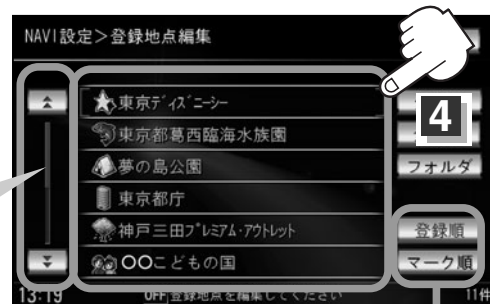 NAVI設定＞登録地点編集
東京ﾃﾞｨｽﾞﾆｰｼｰ
4
東京都葛西臨海水族園
夢の島公園
フォルダ
東京都庁
神戸三田ﾌﾟﾚﾐｱﾑ･ｱｳﾄﾚｯﾄ
登録順
〇〇こどもの国
マーク順
13:19
OFF 登録地点を編集してください
11件